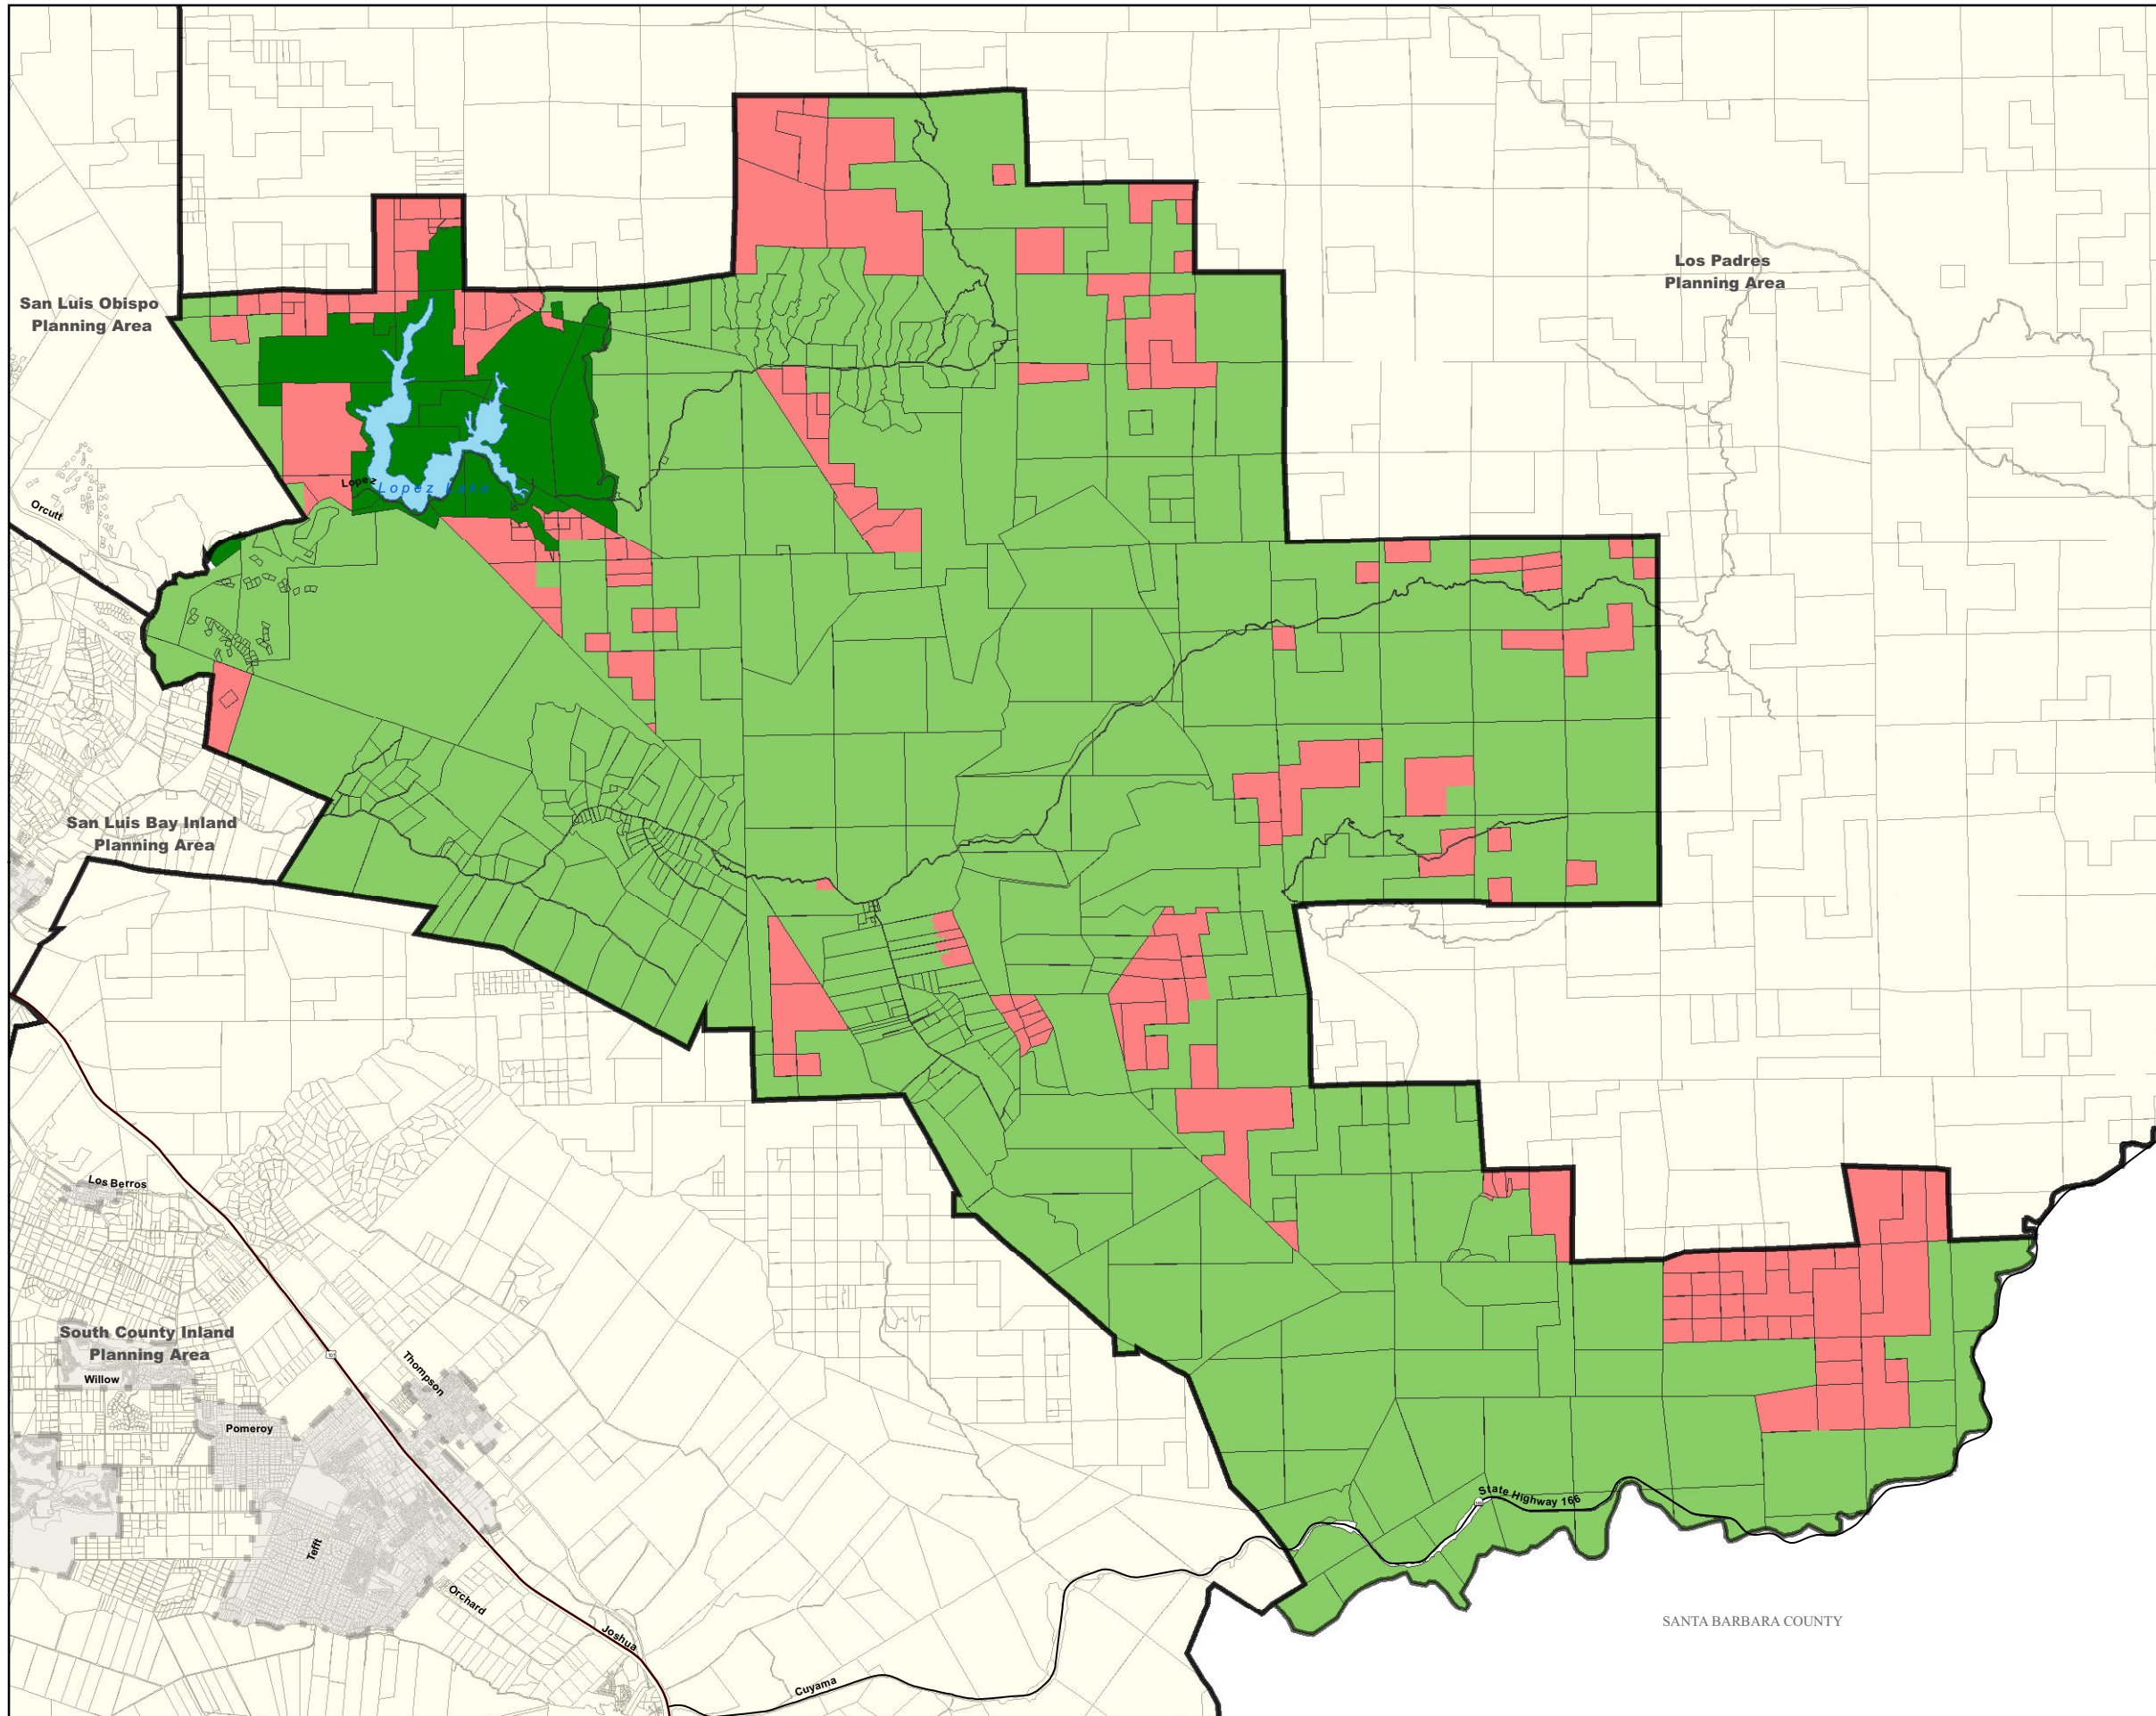 Los Padres
Planning Area
San Luis Obispo
Planning Area
Lopez
Lopez Lake
Orcutt
San Luis Bay Inland
Planning Area
Los Berros
South County Inland
Planning Area
Willow
Thompson
Pomeroy
State Highway 166
Tefft
Orchard
SANTA BARBARA COUNTY
Joshua
Cuyama